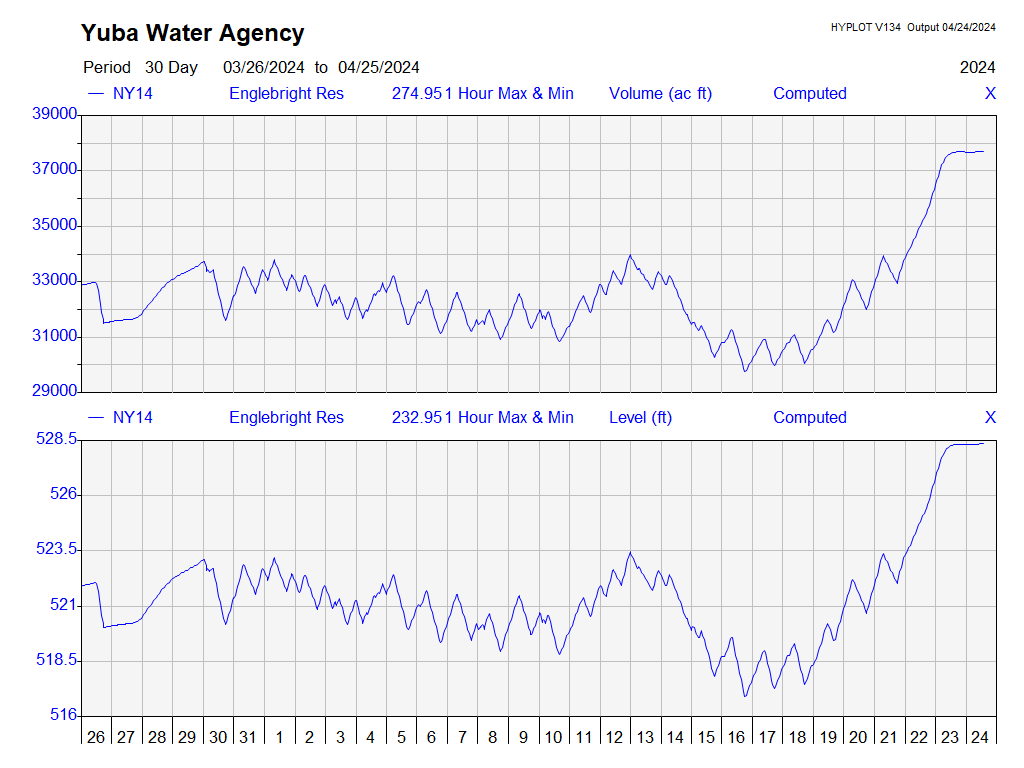 Yuba Water Agency
HYPLOT V134 Output 04/24/2024
Period 30 Day 03/26/2024 to 04/25/2024 2024
NY14 Englebright Res 274.951 Hour Max & Min Volume (ac ft) Computed X
39000
37000
35000
33000
31000
29000
NY14 Englebright Res 232.951 Hour Max & Min Level (ft) Computed X
528.5
526
523.5
521
518.5
516
26 27 28 29 30 31 1 2 3 4 5 6 7 8 9 10 11 12 13 14 15 16 17 18 19 20 21 22 23 24